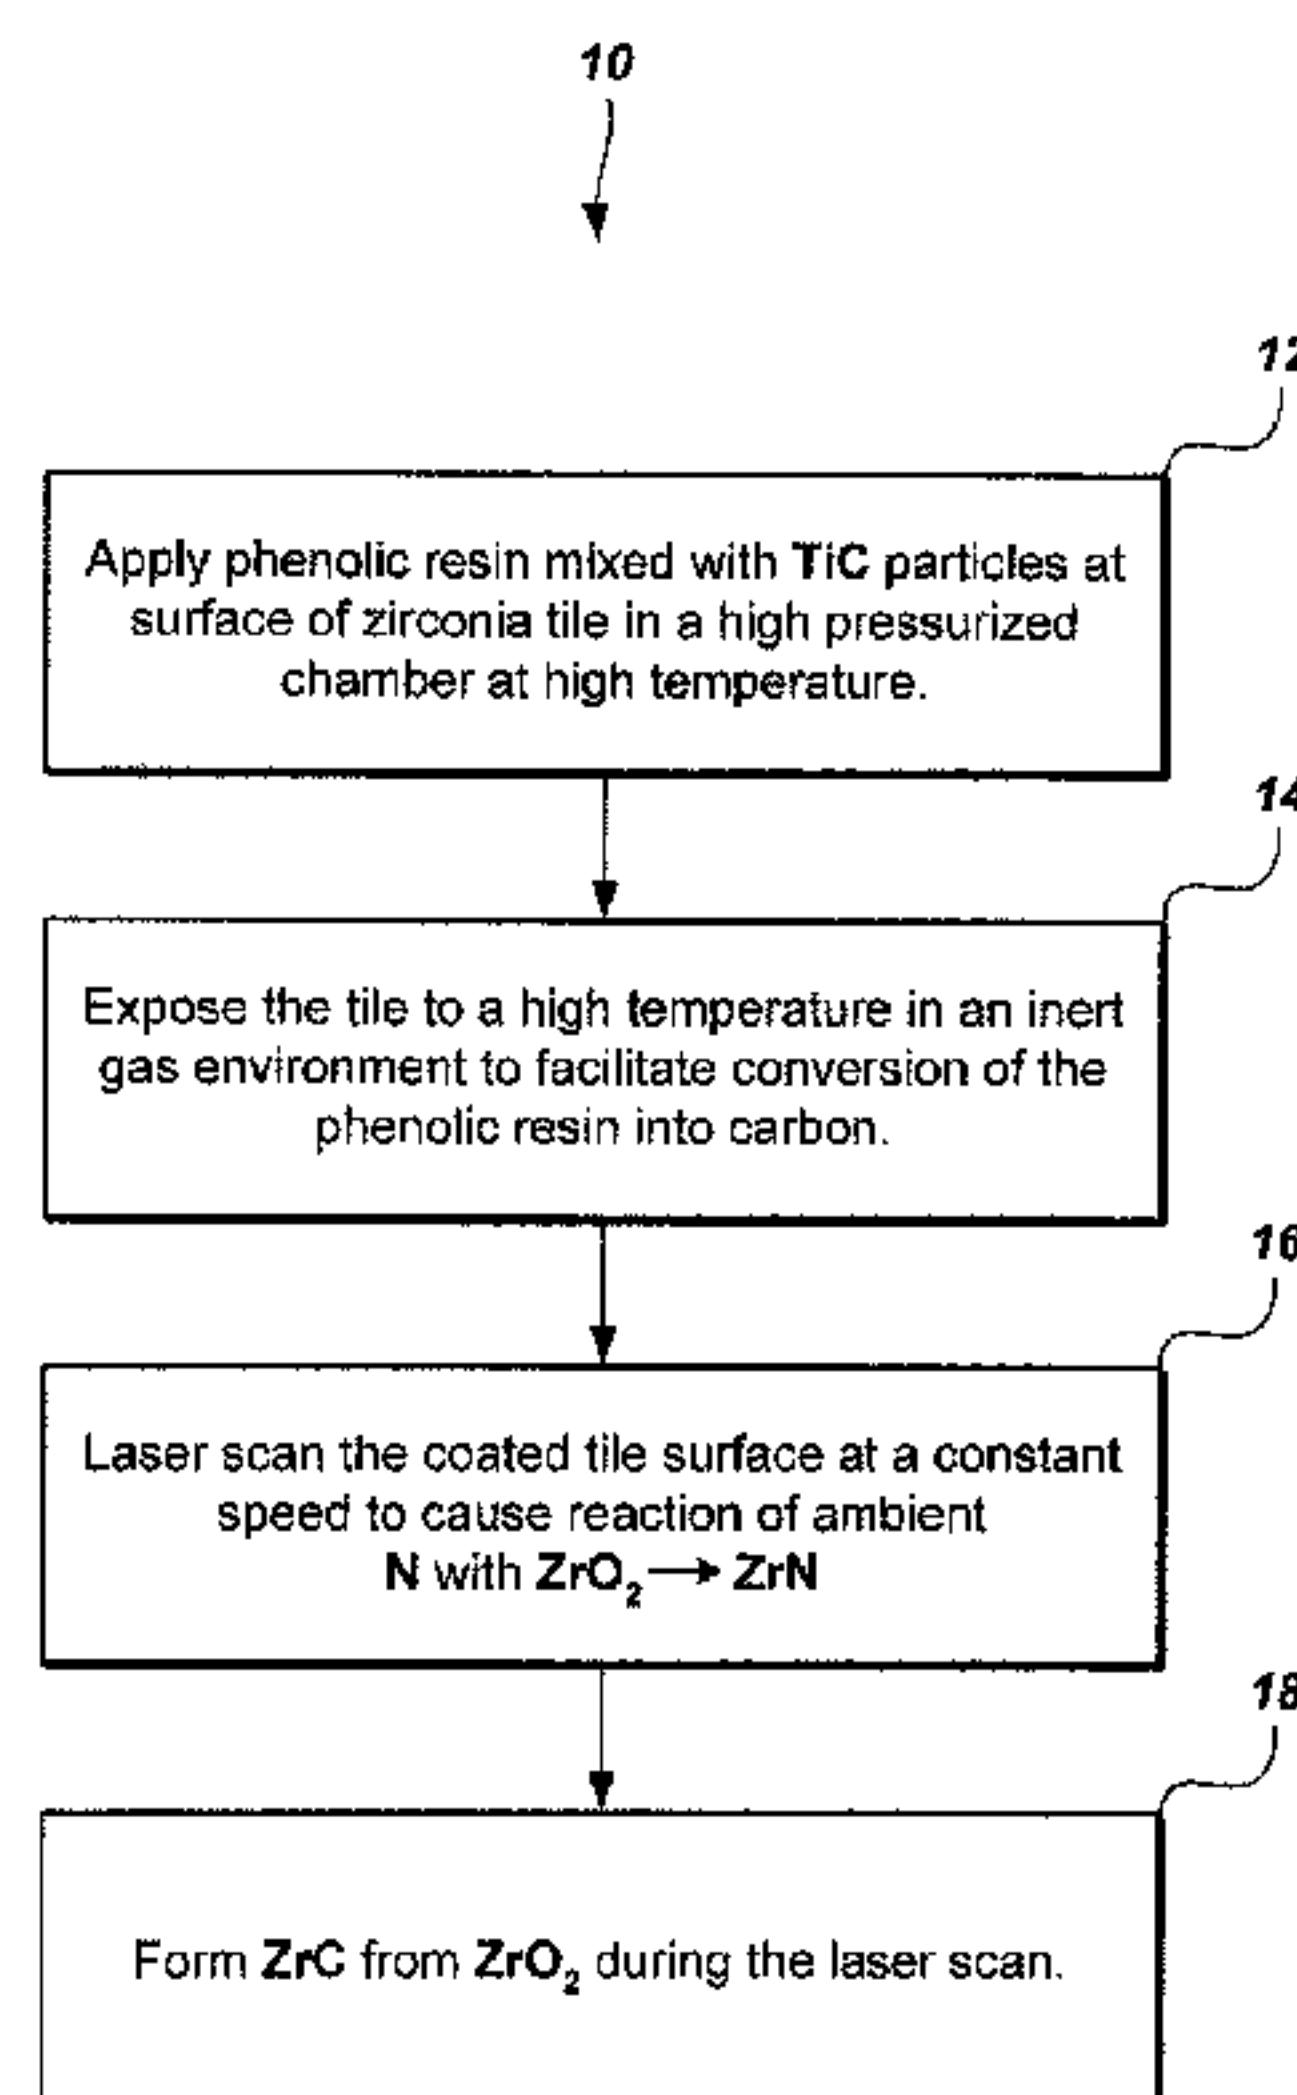 10
12
Apply phenolic resin mixed with TiC particles at
surface of zirconia tile in a high pressurized
chamber at high temperature.
14
Expose the tile to a high temperature in an inert
gas environment to facilitate conversion of the
phenolic resin into carbon.
16
Laser scan the coated tile surface at a constant
speed to cause reaction of ambient
N with ZrO₂ → ZrN
18
Form ZrC from ZrO₂ during the laser scan.